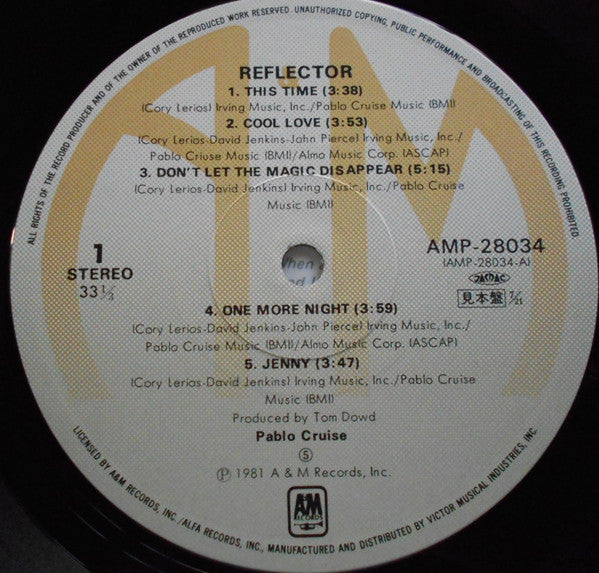 ALL RIGHTS OF THE RECORD PRODUCER AND OF THE OWNER OF THE REPRODUCED WORK RESERVED. UNAUTHORIZED COPYING, PUBLIC PERFORMANCE AND BROADCASTING OF THIS RECORDING PROHIBITED.
REFLECTOR
1. THIS TIME (3:38)
(Cory Lerios) Irving Music, Inc./Pablo Cruise Music (BMI)
2. COOL LOVE (3:53)
(Cory Lerios-David Jenkins-John Pierce) Irving Music, Inc./
Pablo Criuse Music (BMI)/Almo Music Corp. (ASCAP)
3. DON'T LET THE MAGIC DISAPPEAR (5:15)
(Cory Lerios-David Jenkins) Irving Music, Inc./Pablo Cruise
Music (BMI)
1
STEREO
33 1/3
AMP-28034
(AMP-28034-A)
JASRAC
見本盤 7/21
4. ONE MORE NIGHT (3:59)
(Cory Lerios-David Jenkins-John Pierce) Irving Music, Inc./
Pablo Cruise Music (BMI)/Almo Music Corp. (ASCAP)
5. JENNY (3:47)
(Cory Lerios-David Jenkins) Irving Music, Inc./Pablo Cruise
Music (BMI)
Produced by Tom Dowd
Pablo Cruise
Ⓢ
Ⓟ 1981 A & M Records, Inc.
A&M
RECORDS
LICENSED BY A&M RECORDS, INC./ALFA RECORDS, INC., MANUFACTURED AND DISTRIBUTED BY VICTOR MUSICAL INDUSTRIES, INC.